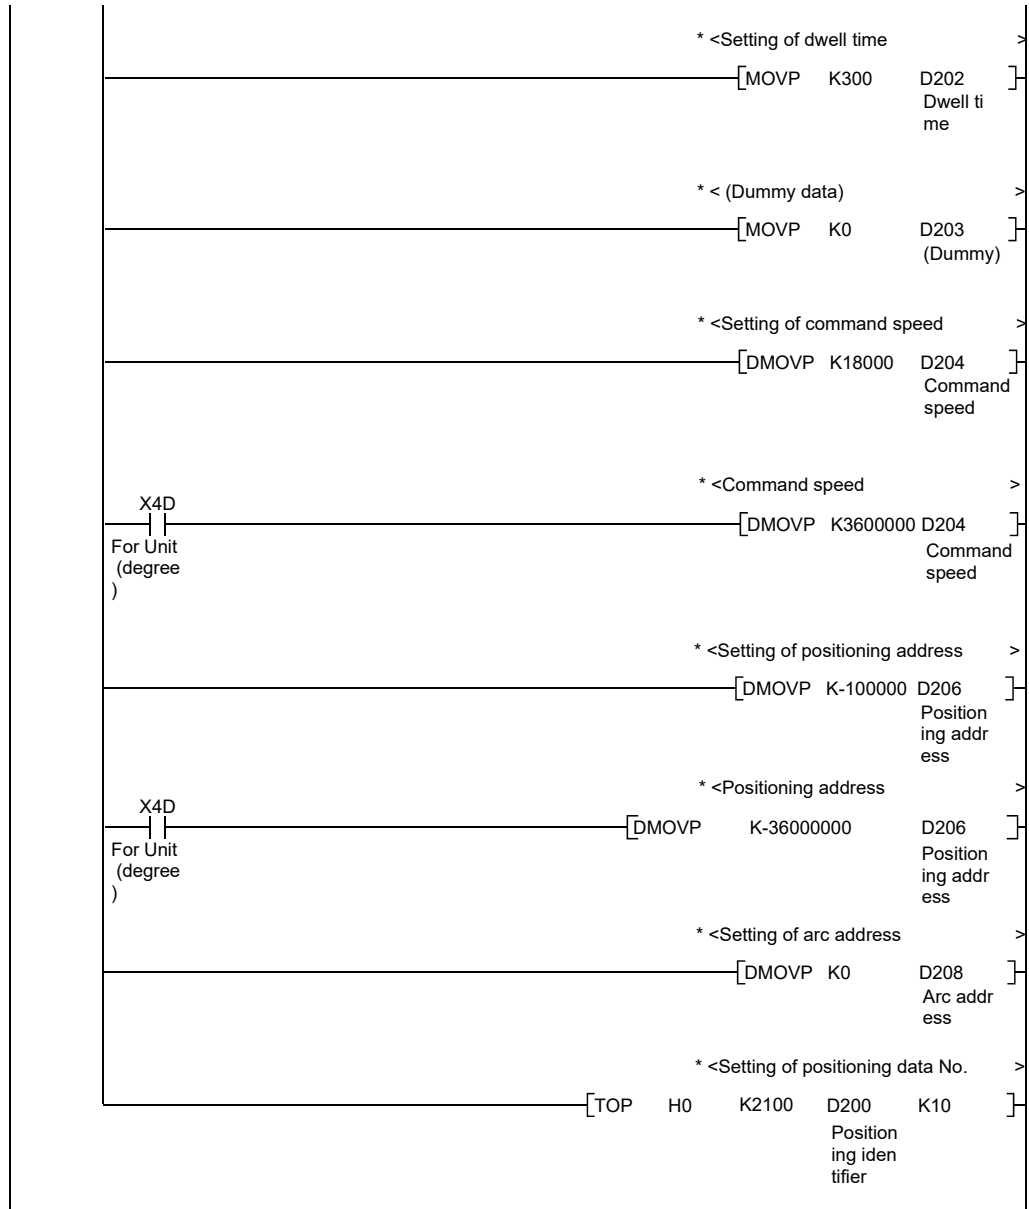 * <Setting of dwell time >
MOVP K300 D202
Dwell ti
me
* < (Dummy data) >
MOVP K0 D203
(Dummy)
* <Setting of command speed >
DMOVP K18000 D204
Command
speed
* <Command speed >
X4D
DMOVP K3600000 D204
For Unit
(degree
)
Command
speed
* <Setting of positioning address >
DMOVP K-100000 D206
Position
ing addr
ess
* <Positioning address >
X4D
DMOVP K-36000000 D206
For Unit
(degree
)
Position
ing addr
ess
* <Setting of arc address >
DMOVP K0 D208
Arc addr
ess
* <Setting of positioning data No. >
TOP H0 K2100 D200 K10
Position
ing iden
tifier